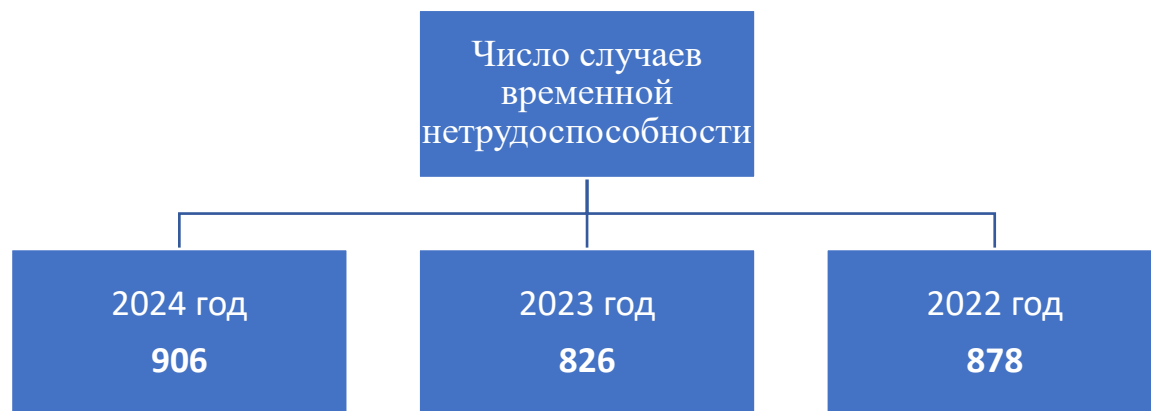 Число случаев
временной
нетрудоспособности
2024 год
906
2023 год
826
2022 год
878